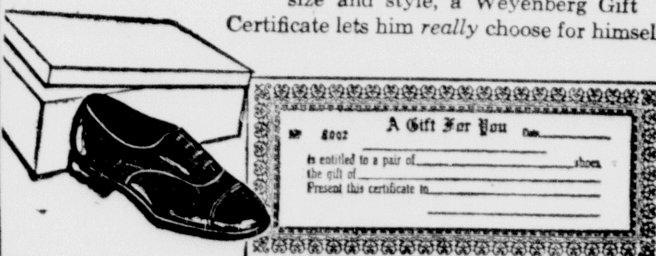 size and style, a Weyenberg Gift
Certificate lets him really choose for himsel
A Gift For You
№ 8002 Date
is entitled to a pair of shoes
the gift of
Present this certificate to